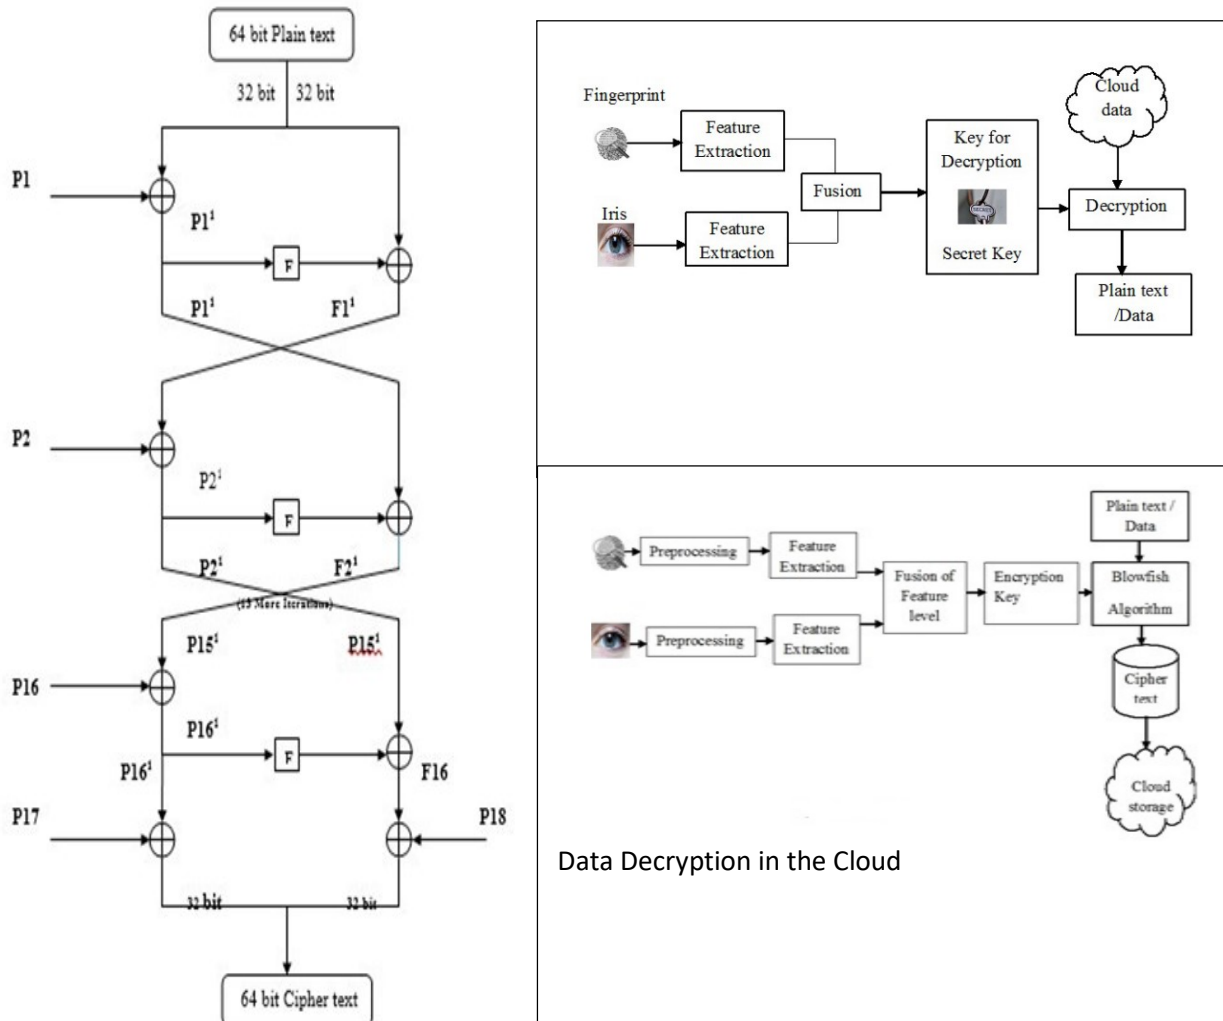 64 bit Plain text
32 bit 32 bit
P1
P1¹
F
P1¹ F1¹
P2
P2¹
F
P2¹ F2¹
(13 More Iterations)
P15¹ P15¹
P16
P16¹
F
P16¹ F16
P17 P18
32 bit 32 bit
64 bit Cipher text
Fingerprint
Feature
Extraction
Iris
Feature
Extraction
Fusion
Key for
Decryption
SECRET
Secret Key
Cloud
data
Decryption
Plain text
/Data
Preprocessing
Feature
Extraction
Preprocessing
Feature
Extraction
Fusion of
Feature
level
Encryption
Key
Plain text /
Data
Blowfish
Algorithm
Cipher
text
Cloud
storage
Data Decryption in the Cloud